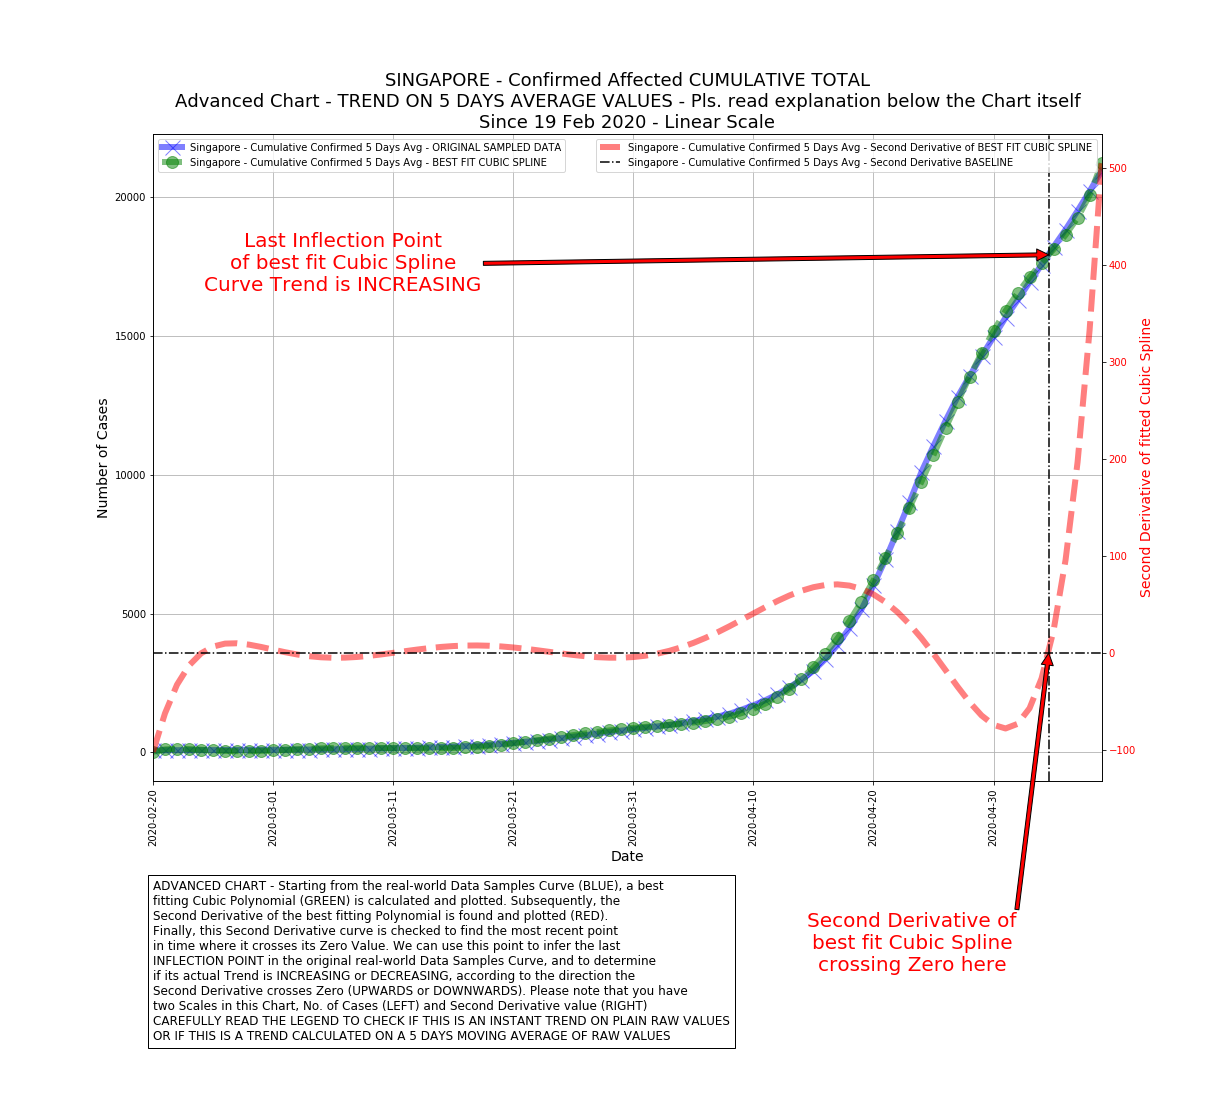 SINGAPORE - Confirmed Affected CUMULATIVE TOTAL
Advanced Chart - TREND ON 5 DAYS AVERAGE VALUES - Pls. read explanation below the Chart itself
Since 19 Feb 2020 - Linear Scale
Singapore - Cumulative Confirmed 5 Days Avg - ORIGINAL SAMPLED DATA
Singapore - Cumulative Confirmed 5 Days Avg - BEST FIT CUBIC SPLINE
Singapore - Cumulative Confirmed 5 Days Avg - Second Derivative of BEST FIT CUBIC SPLINE
Singapore - Cumulative Confirmed 5 Days Avg - Second Derivative BASELINE
Last Inflection Point
of best fit Cubic Spline
Curve Trend is INCREASING
Number of Cases
20000
15000
10000
5000
0
500
400
300
200
100
0
−100
Second Derivative of fitted Cubic Spline
2020-02-20
2020-03-01
2020-03-11
2020-03-21
2020-03-31
2020-04-10
2020-04-20
2020-04-30
Date
Second Derivative of
best fit Cubic Spline
crossing Zero here
ADVANCED CHART - Starting from the real-world Data Samples Curve (BLUE), a best
fitting Cubic Polynomial (GREEN) is calculated and plotted. Subsequently, the
Second Derivative of the best fitting Polynomial is found and plotted (RED).
Finally, this Second Derivative curve is checked to find the most recent point
in time where it crosses its Zero Value. We can use this point to infer the last
INFLECTION POINT in the original real-world Data Samples Curve, and to determine
if its actual Trend is INCREASING or DECREASING, according to the direction the
Second Derivative crosses Zero (UPWARDS or DOWNWARDS). Please note that you have
two Scales in this Chart, No. of Cases (LEFT) and Second Derivative value (RIGHT)
CAREFULLY READ THE LEGEND TO CHECK IF THIS IS AN INSTANT TREND ON PLAIN RAW VALUES
OR IF THIS IS A TREND CALCULATED ON A 5 DAYS MOVING AVERAGE OF RAW VALUES